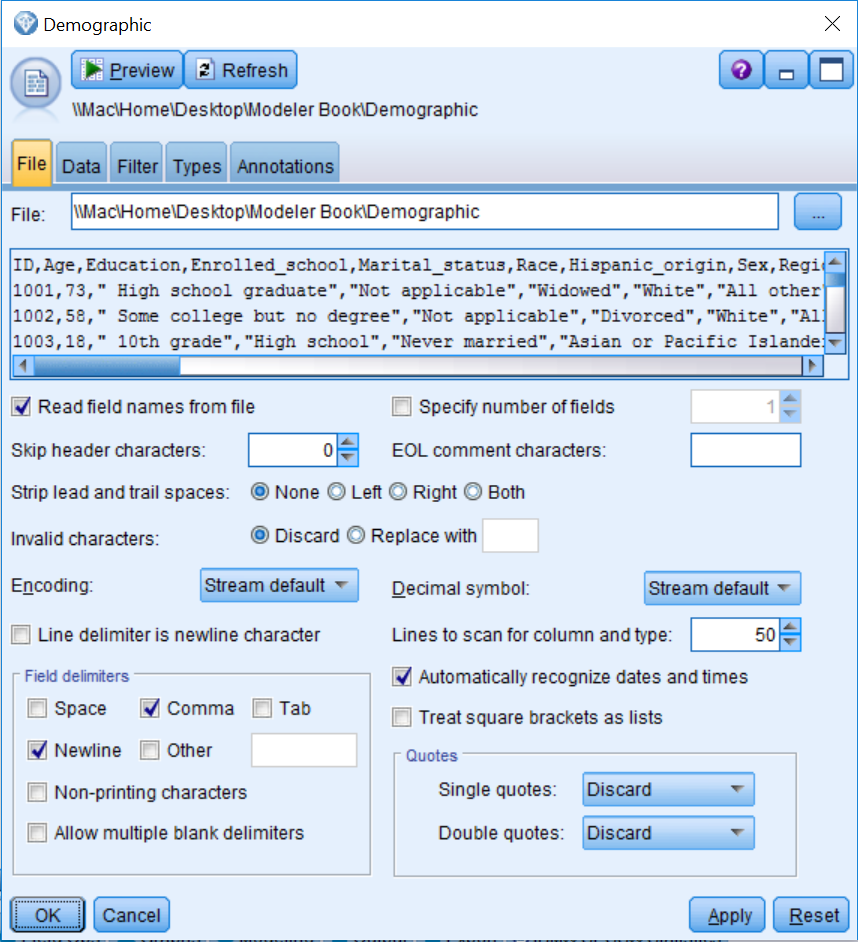 Demographic
Preview Refresh ?
\\Mac\Home\Desktop\Modeler Book\Demographic
File Data Filter Types Annotations
File: \\Mac\Home\Desktop\Modeler Book\Demographic ...
ID,Age,Education,Enrolled_school,Marital_status,Race,Hispanic_origin,Sex,Regi
1001,73," High school graduate","Not applicable","Widowed","White","All other"
1002,58," Some college but no degree","Not applicable","Divorced","White","Al
1003,18," 10th grade","High school","Never married","Asian or Pacific Islande
Read field names from file Specify number of fields 1
Skip header characters: 0 EOL comment characters:
Strip lead and trail spaces: None Left Right Both
Invalid characters: Discard Replace with
Encoding: Stream default Decimal symbol: Stream default
Line delimiter is newline character Lines to scan for column and type: 50
Field delimiters Automatically recognize dates and times
Space Comma Tab Treat square brackets as lists
Newline Other Quotes
Non-printing characters Single quotes: Discard
Allow multiple blank delimiters Double quotes: Discard
OK Cancel Apply Reset